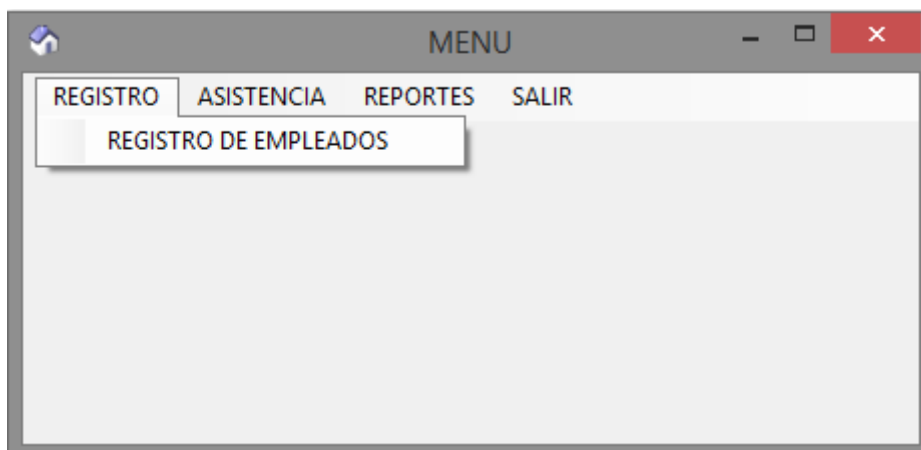 MENU
REGISTRO ASISTENCIA REPORTES SALIR
REGISTRO DE EMPLEADOS